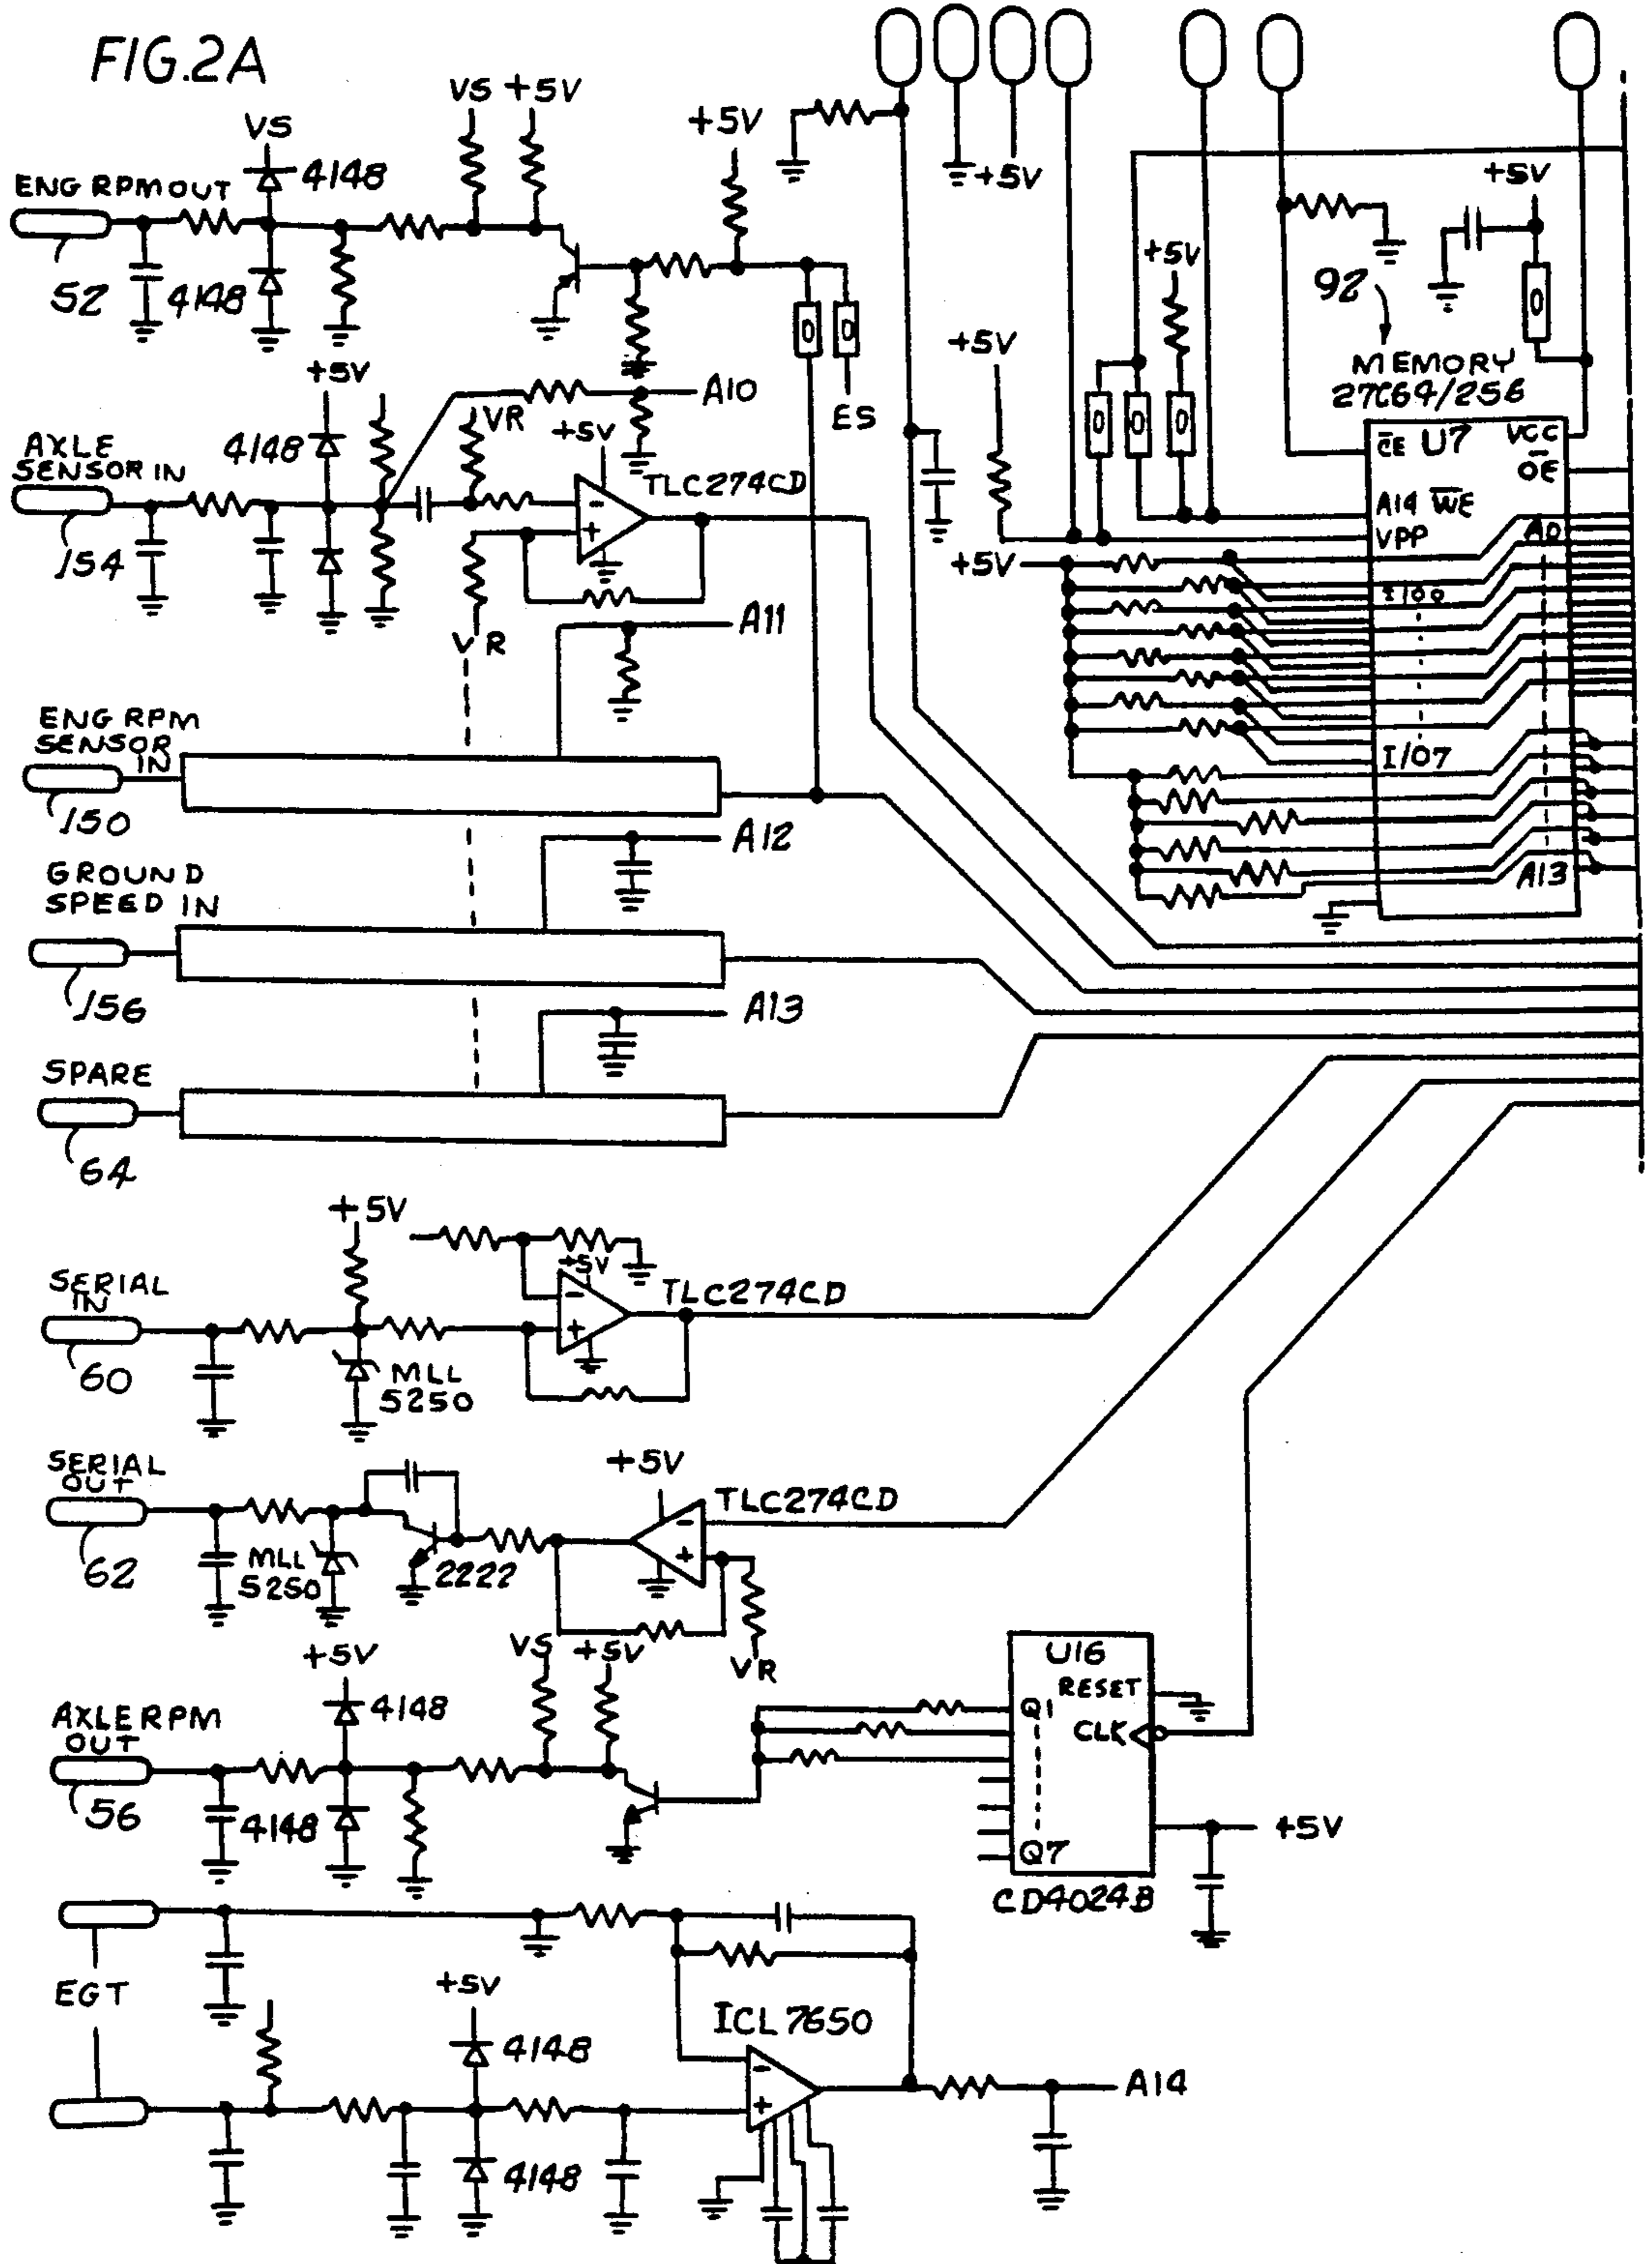 FIG.2A
VS +5V
VS
+5V
4148
ENG RPM OUT
+5V
+5V
+5V
52
4148
92
+5V
MEMORY
27C64/256
+5V
A10
ES
VR
+5V
AXLE
SENSOR IN
4148
TLC274CD
-
+
CE U7 VCC
OE
A14 WE
VPP
A0
154
+5V
I/00
VR
A11
ENG RPM
SENSOR
IN
I/07
150
A12
GROUND
SPEED IN
A13
156
A13
SPARE
64
+5V
+5V
SERIAL
IN
TLC274CD
-
+
60
MLL
5250
SERIAL
OUT
+5V
TLC274CD
-
+
62
MLL
5250
2222
VS +5V
VR
+5V
U16
RESET
Q1
CLK
4148
AXLE RPM
OUT
56
4148
+5V
Q7
CD4024B
EGT
+5V
ICL7650
4148
-
+
A14
4148